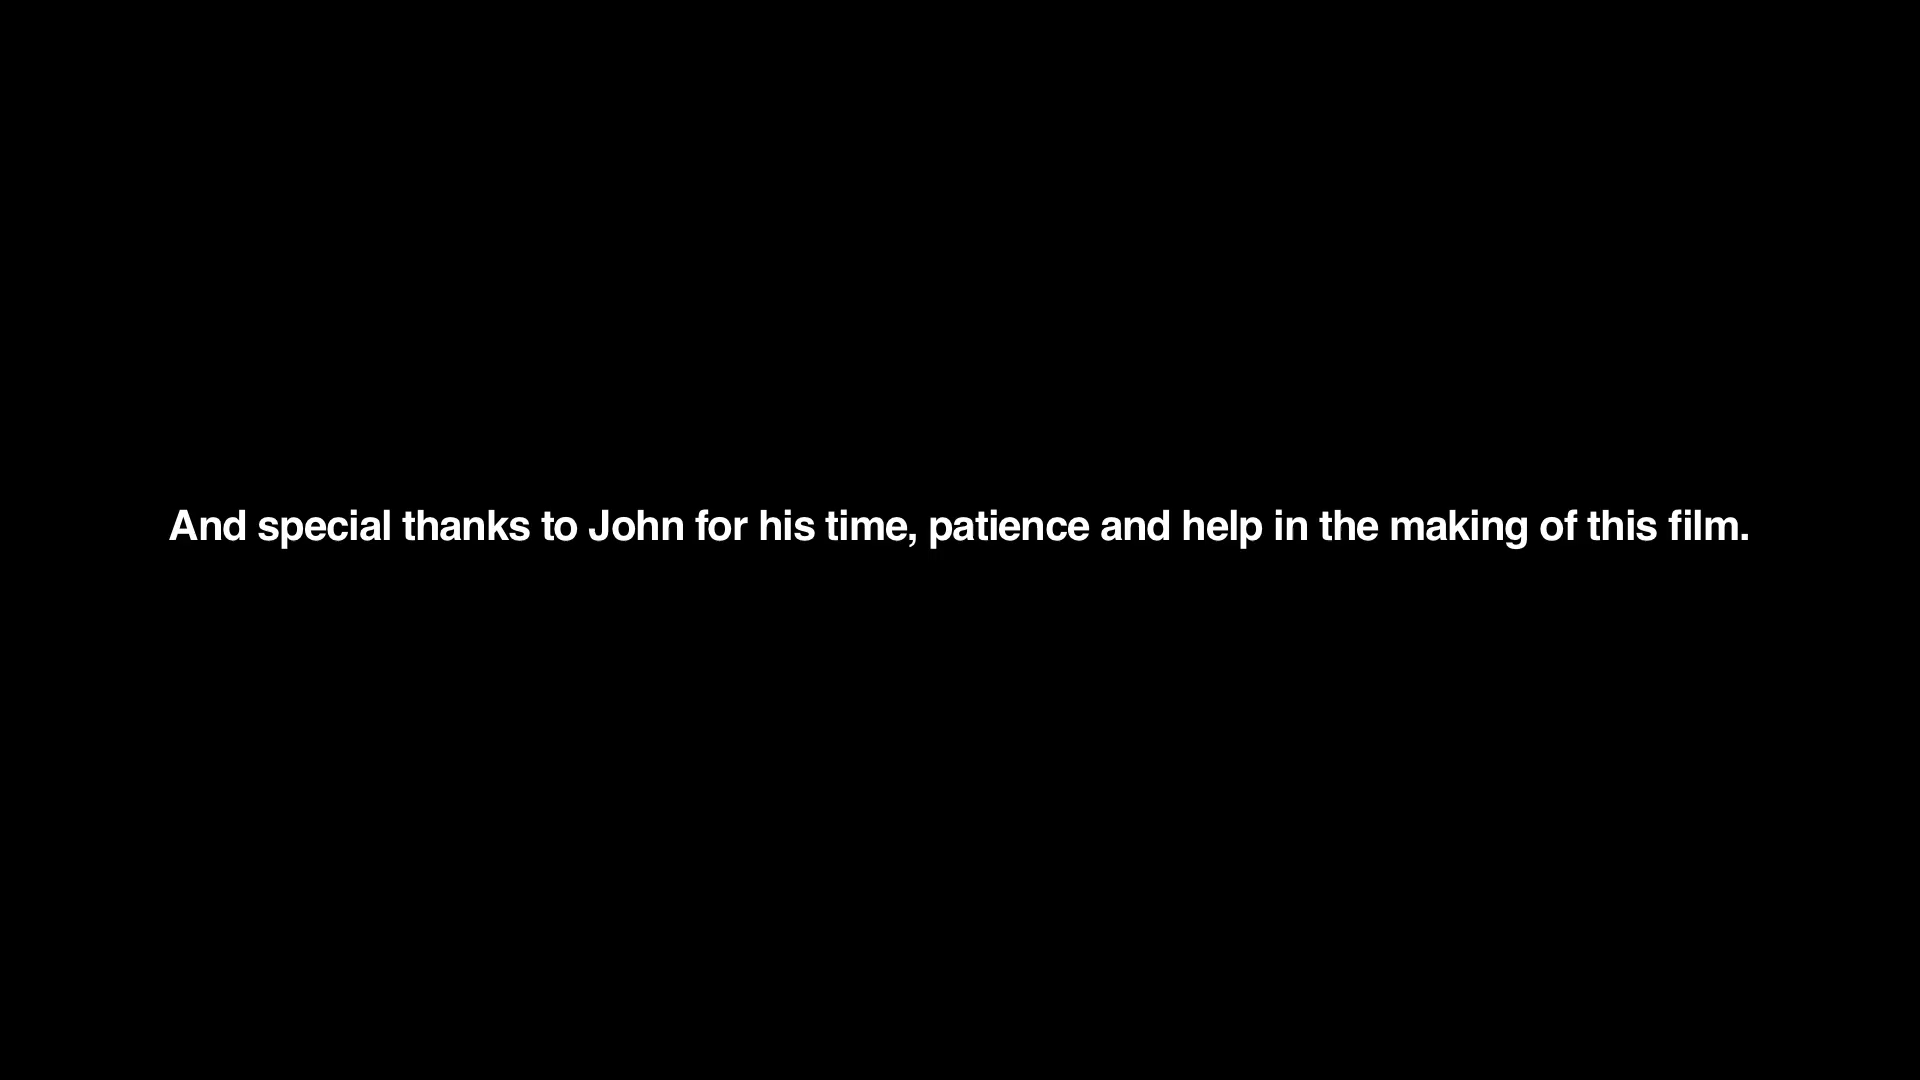 And special thanks to John for his time, patience and help in the making of this film.